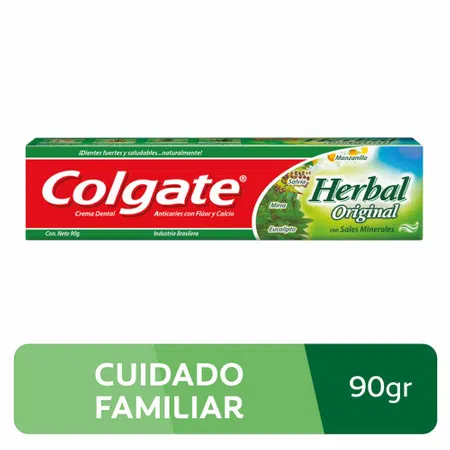 ¡Dientes fuertes y saludables...naturalmente!
Colgate®
Crema Dental
Anticaries con Flúor y Calcio
Con. Neto 90g
Industria Brasilera
Manzanilla
Salvia
Mirra
Eucalipto
Herbal
Original
con Sales Minerales
CUIDADO
FAMILIAR
90gr